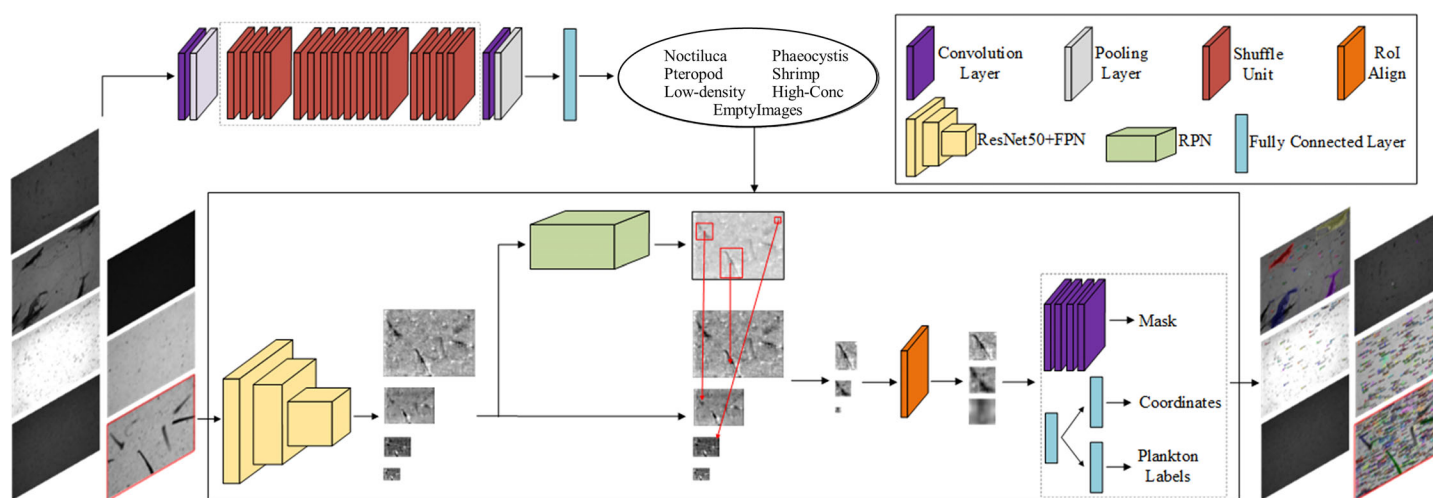 Noctiluca Phaeocystis
Pteropod Shrimp
Low-density High-Conc
EmptyImages
Convolution
Layer
Pooling
Layer
Shuffle
Unit
RoI
Align
ResNet50+FPN
RPN
Fully Connected Layer
Mask
Coordinates
Plankton
Labels